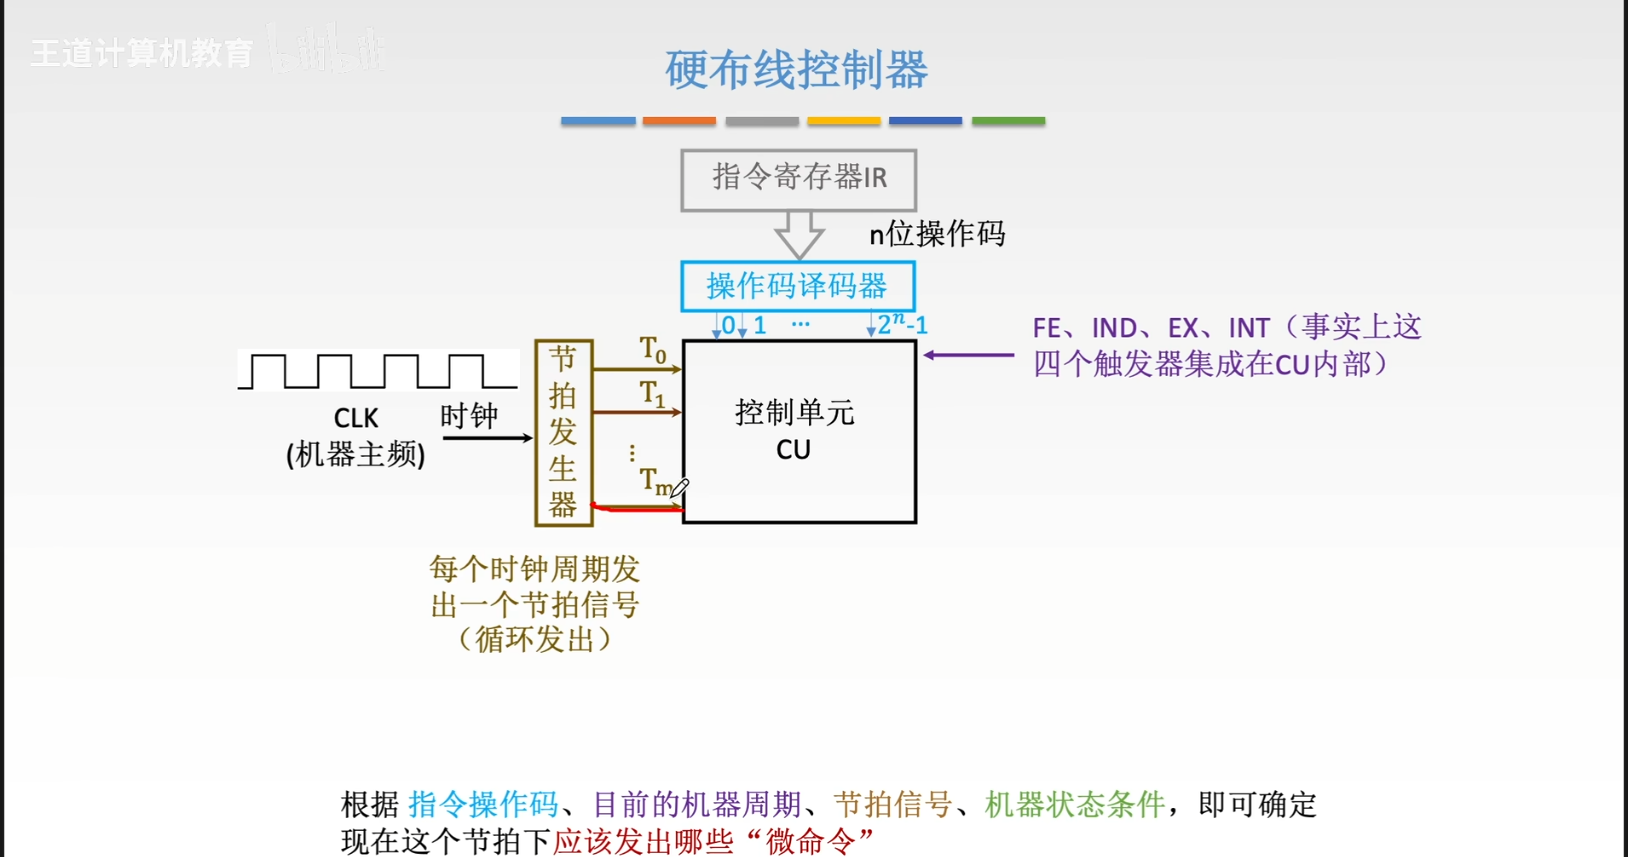 王道计算机教育 bilibili
硬布线控制器
指令寄存器IR
n位操作码
操作码译码器
0 1 … 2ⁿ-1
FE、IND、EX、INT（事实上这
四个触发器集成在CU内部）
节拍发生器
T₀
T₁
⋮
Tₘ
控制单元
CU
CLK
(机器主频)
时钟
每个时钟周期发
出一个节拍信号
（循环发出）
根据 指令操作码、目前的机器周期、节拍信号、机器状态条件，即可确定
现在这个节拍下应该发出哪些“微命令”